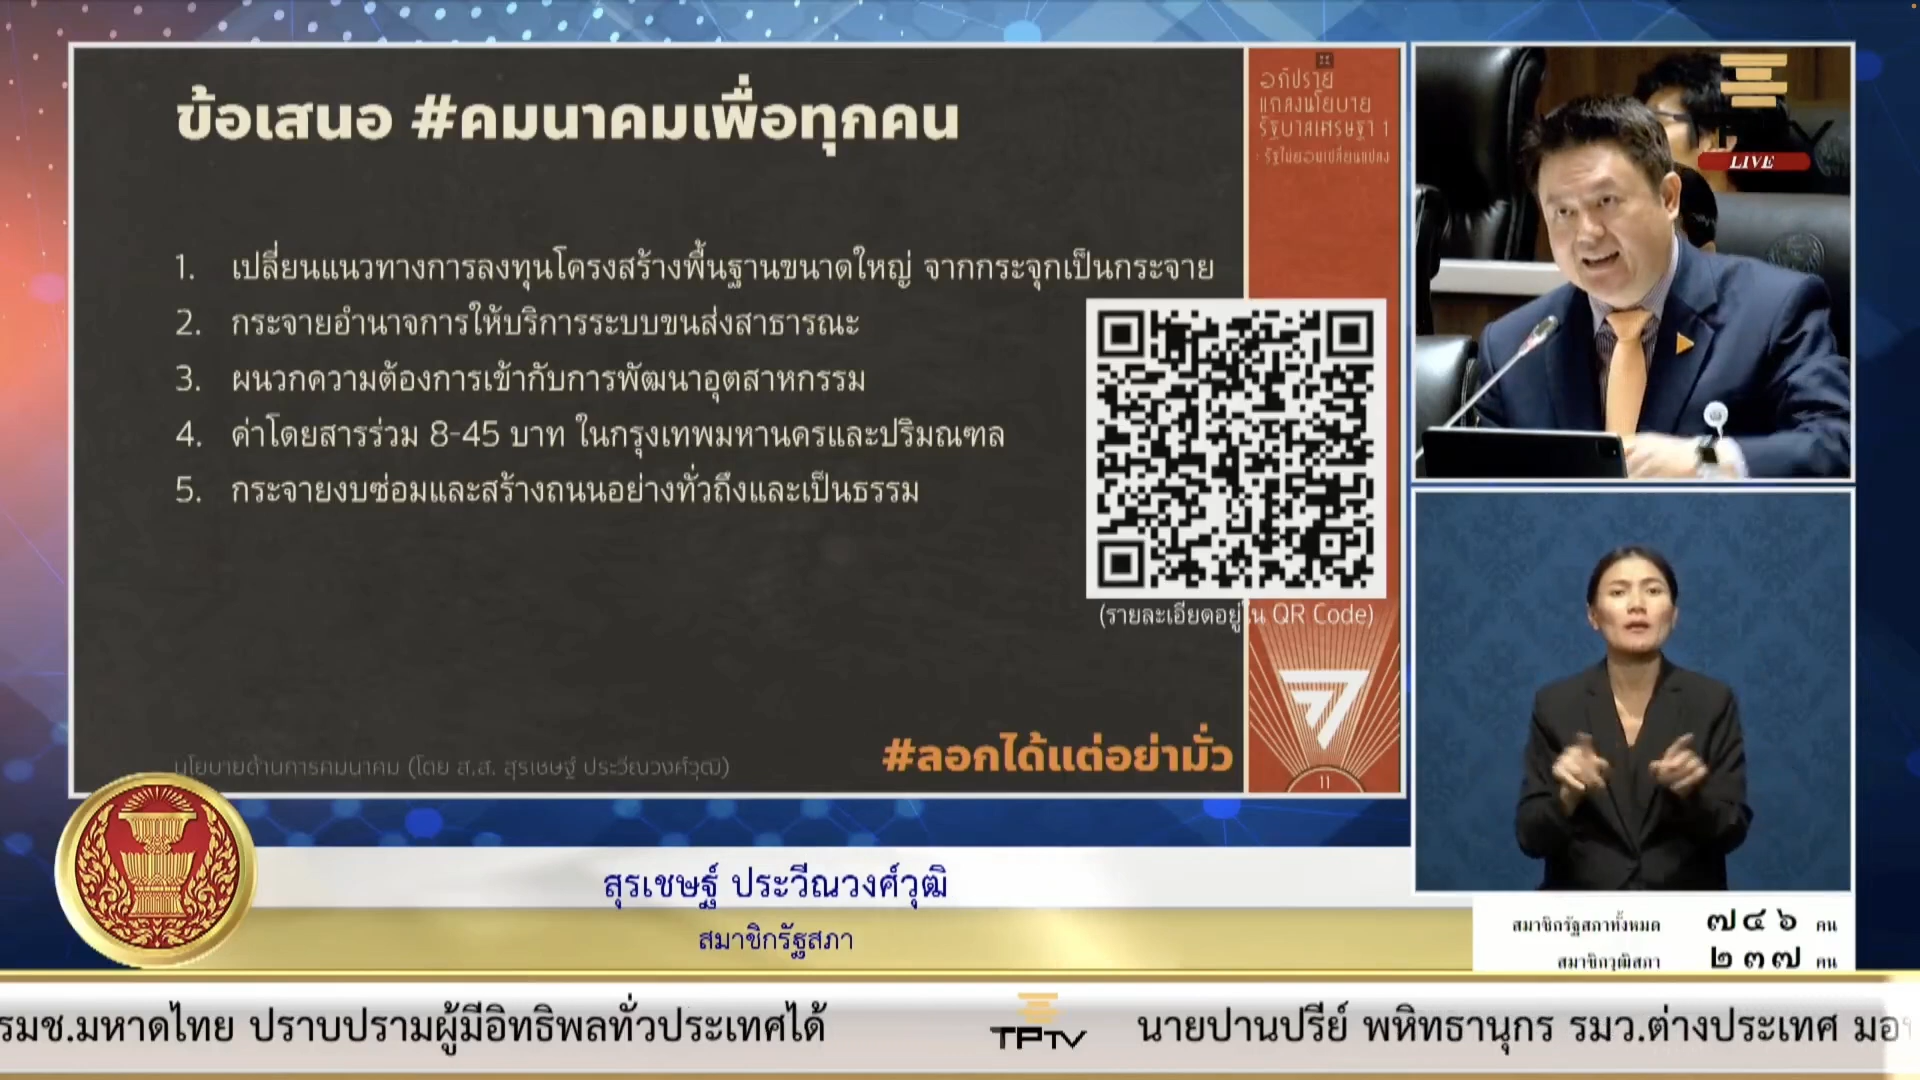 ข้อเสนอ #คมนาคมเพื่อทุกคน
1. เปลี่ยนแนวทางการลงทุนโครงสร้างพื้นฐานขนาดใหญ่ จากกระจุกเป็นกระจาย
2. กระจายอำนาจการให้บริการระบบขนส่งสาธารณะ
3. ผนวกความต้องการเข้ากับการพัฒนาอุตสาหกรรม
4. ค่าโดยสารร่วม 8-45 บาท ในกรุงเทพมหานครและปริมณฑล
5. กระจายงบซ่อมและสร้างถนนอย่างทั่วถึงและเป็นธรรม
(รายละเอียดอยู่ใน QR Code)
#ลอกได้แต่อย่ามั่ว
นโยบายด้านการคมนาคม (โดย ส.ส. สุรเชษฐ์ ประวีณวงศ์วุฒิ)
อภิปราย
แถลงนโยบาย
รัฐบาลเศรษฐา 1
: รัฐไม่ยอมเปลี่ยนแปลง
11
LIVE
สุรเชษฐ์ ประวีณวงศ์วุฒิ
สมาชิกรัฐสภา
สมาชิกรัฐสภาทั้งหมด ๗๔๖ คน
สมาชิกวุฒิสภา ๒๓๗ คน
รมช.มหาดไทย ปราบปรามผู้มีอิทธิพลทั่วประเทศได้ TPTV นายปานปรีย์ พหิทธานุกร รมว.ต่างประเทศ